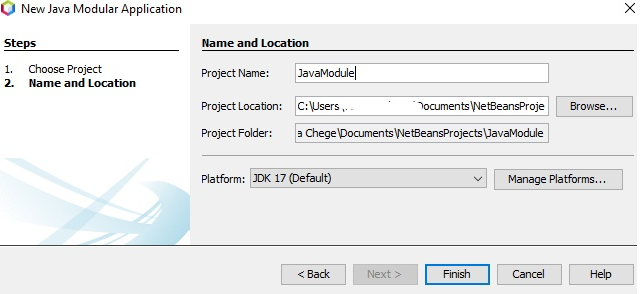 New Java Modular Application
Steps
1. Choose Project
2. Name and Location
Name and Location
Project Name: JavaModule
Project Location: C:\Users\ \Documents\NetBeansProje Browse...
Project Folder: a Chege\Documents\NetBeansProjects\JavaModule
Platform: JDK 17 (Default) Manage Platforms...
< Back Next > Finish Cancel Help